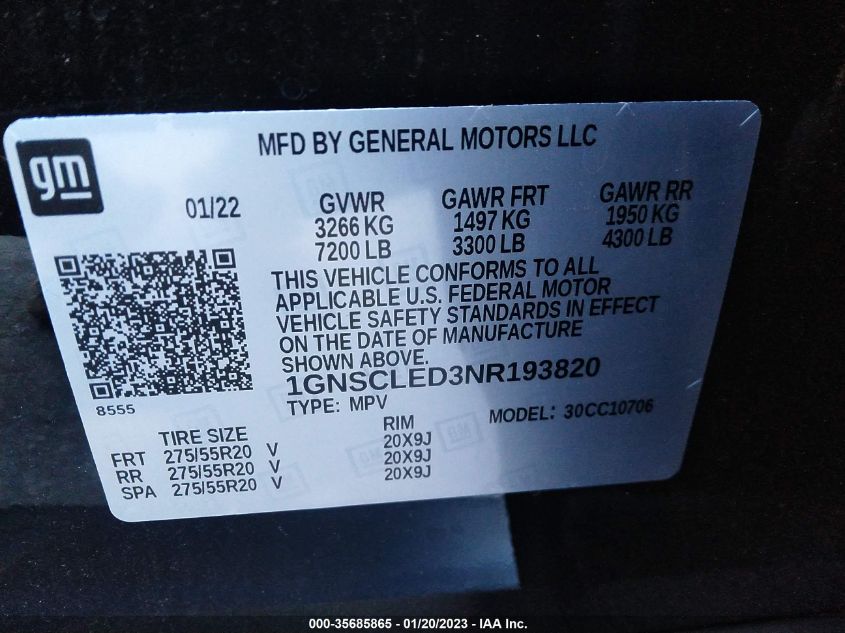 MFD BY GENERAL MOTORS LLC
gm
01/22
GVWR GAWR FRT GAWR RR
3266 KG 1497 KG 1950 KG
7200 LB 3300 LB 4300 LB
THIS VEHICLE CONFORMS TO ALL
APPLICABLE U.S. FEDERAL MOTOR
VEHICLE SAFETY STANDARDS IN EFFECT
ON THE DATE OF MANUFACTURE
SHOWN ABOVE.
1GNSCLED3NR193820
8555
TYPE: MPV MODEL: 30CC10706
TIRE SIZE RIM
FRT 275/55R20 V 20X9J
RR 275/55R20 V 20X9J
SPA 275/55R20 V 20X9J
000-35685865 - 01/20/2023 - IAA Inc.